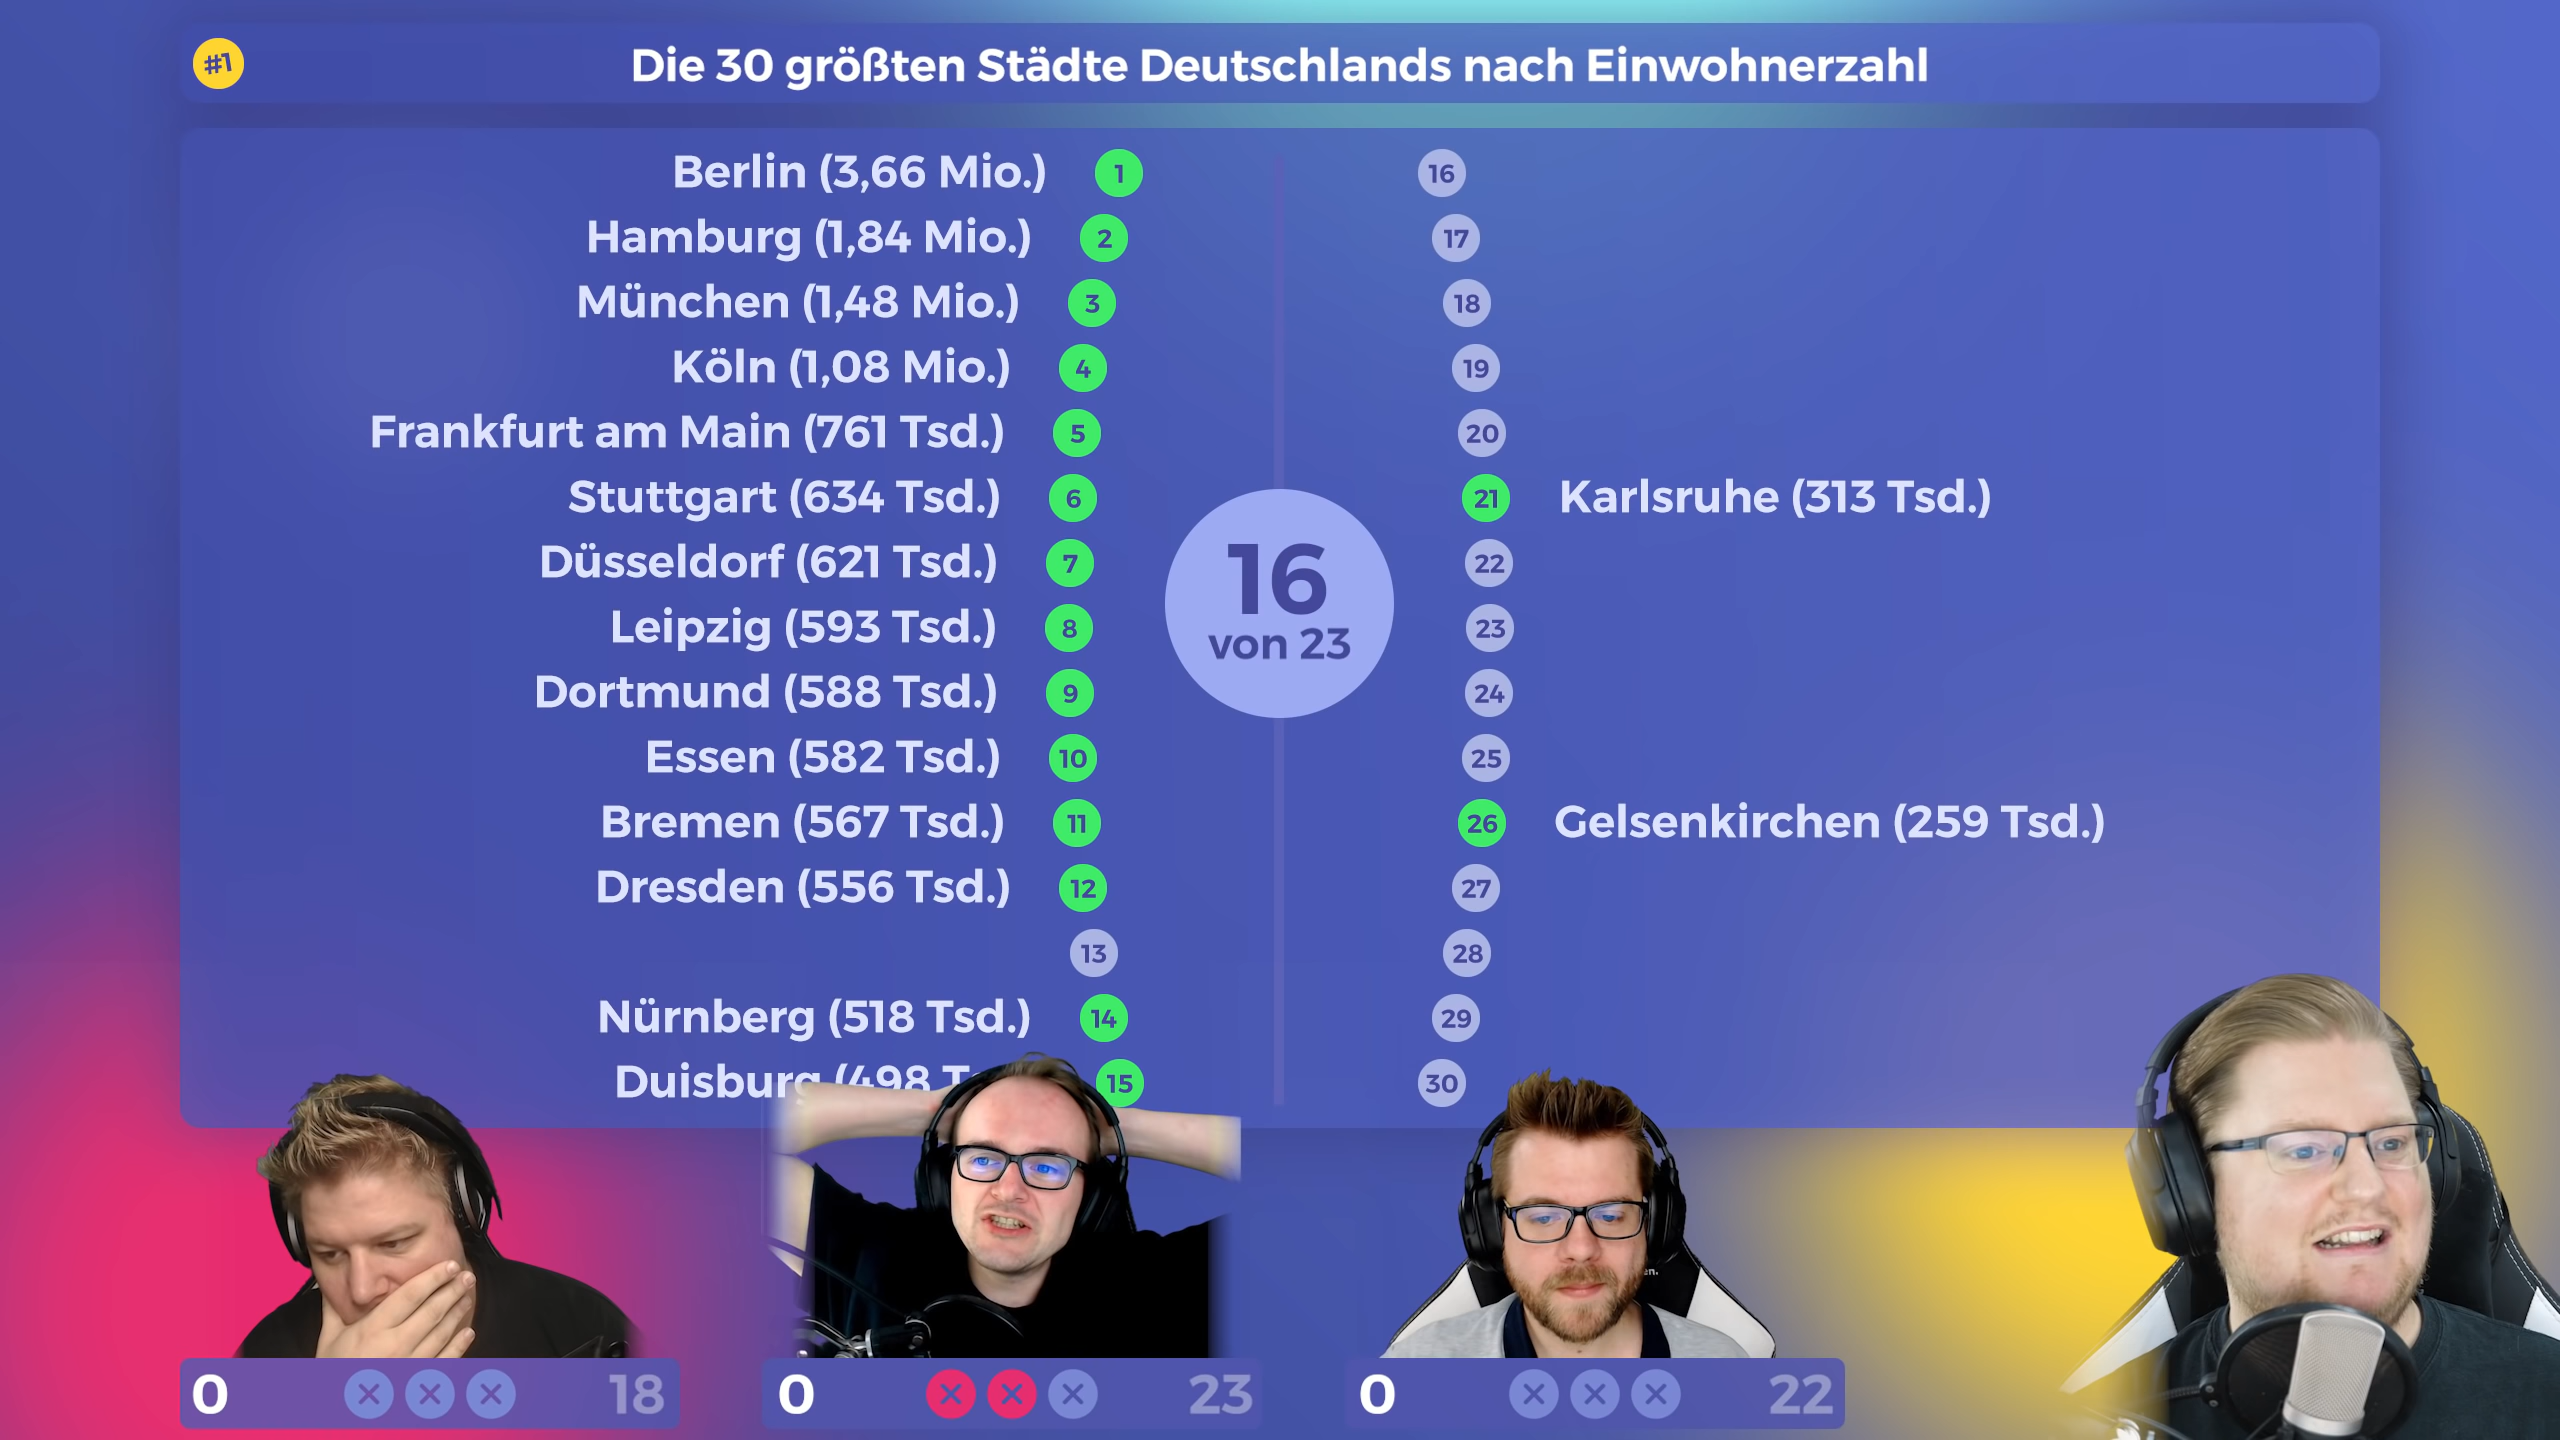 #1
Die 30 größten Städte Deutschlands nach Einwohnerzahl
Berlin (3,66 Mio.) 1
Hamburg (1,84 Mio.) 2
München (1,48 Mio.) 3
Köln (1,08 Mio.) 4
Frankfurt am Main (761 Tsd.) 5
Stuttgart (634 Tsd.) 6
Düsseldorf (621 Tsd.) 7
Leipzig (593 Tsd.) 8
Dortmund (588 Tsd.) 9
Essen (582 Tsd.) 10
Bremen (567 Tsd.) 11
Dresden (556 Tsd.) 12
13
Nürnberg (518 Tsd.) 14
Duisburg (498 15
16
von 23
16
17
18
19
20
21 Karlsruhe (313 Tsd.)
22
23
24
25
26 Gelsenkirchen (259 Tsd.)
27
28
29
30
0 18
0 23
0 22